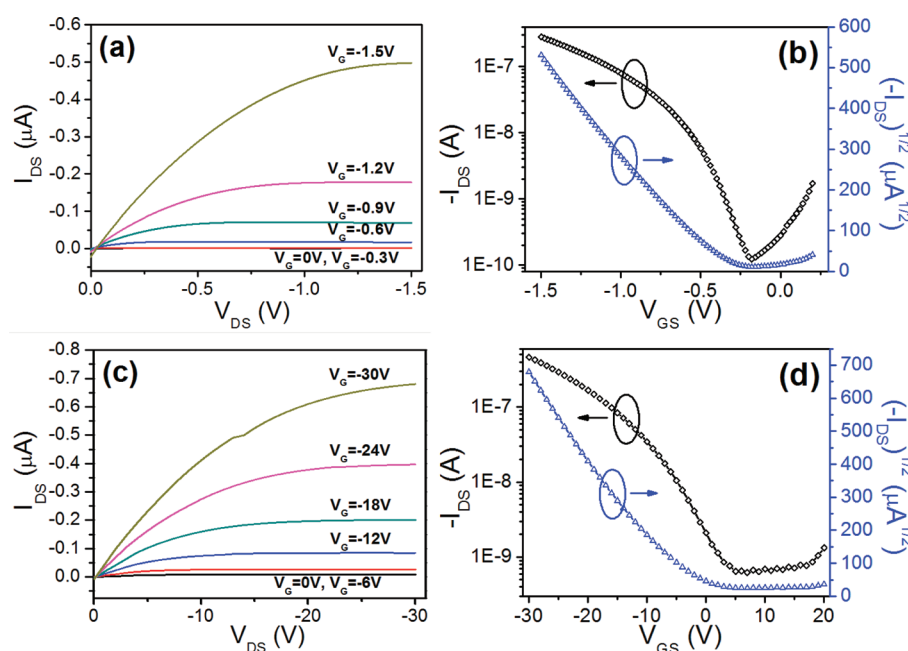 (a)
-0.6
-0.5
-0.4
-0.3
-0.2
-0.1
0.0
I_DS (μA)
V_G=-1.5V
V_G=-1.2V
V_G=-0.9V
V_G=-0.6V
V_G=0V, V_G=-0.3V
0.0 -0.5 -1.0 -1.5
V_DS (V)
(b)
1E-7
1E-8
1E-9
1E-10
-I_DS (A)
600
500
400
300
200
100
0
(-I_DS)^1/2 (μA^1/2)
-1.5 -1.0 -0.5 0.0
V_GS (V)
(c)
-0.8
-0.7
-0.6
-0.5
-0.4
-0.3
-0.2
-0.1
0.0
I_DS (μA)
V_G=-30V
V_G=-24V
V_G=-18V
V_G=-12V
V_G=0V, V_G=-6V
0 -10 -20 -30
V_DS (V)
(d)
1E-7
1E-8
1E-9
-I_DS (A)
700
600
500
400
300
200
100
0
(-I_DS)^1/2 (μA^1/2)
-30 -20 -10 0 10 20
V_GS (V)